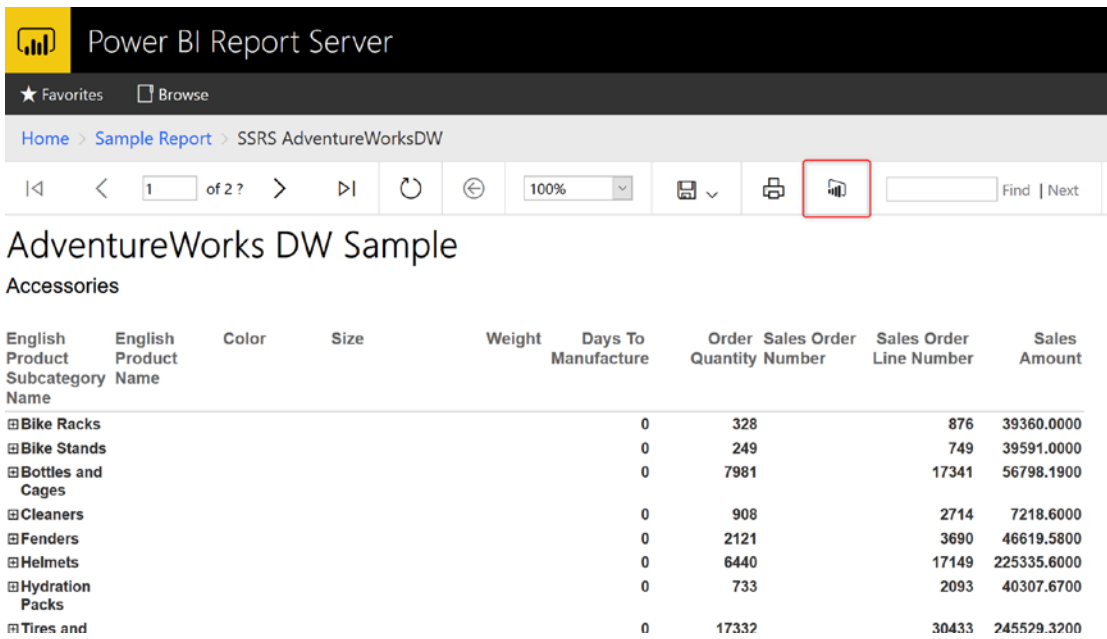 Power BI Report Server
Favorites Browse
Home > Sample Report > SSRS AdventureWorksDW
1 of 2 ? 100% Find | Next
AdventureWorks DW Sample
Accessories
English Product Subcategory Name English Product Name Color Size Weight Days To Manufacture Order Quantity Sales Order Number Sales Order Line Number Sales Amount
Bike Racks 0 328 876 39360.0000
Bike Stands 0 249 749 39591.0000
Bottles and Cages 0 7981 17341 56798.1900
Cleaners 0 908 2714 7218.6000
Fenders 0 2121 3690 46619.5800
Helmets 0 6440 17149 225335.6000
Hydration Packs 0 733 2093 40307.6700
Tires and 0 17332 30433 245529.3200